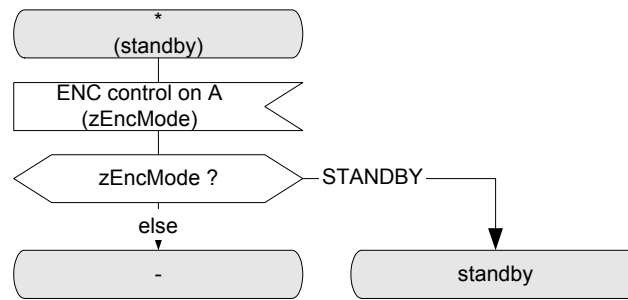 *
(standby)
ENC control on A
(zEncMode)
zEncMode ?
STANDBY
else
-
standby